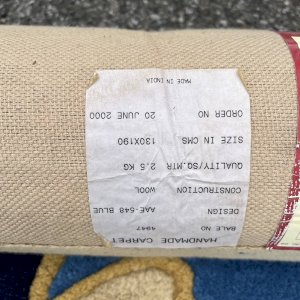 HANDMADE CARPET
BALE NO 4947
DESIGN AAE-548 BLUE
CONSTRUCTION WOOL
QUALITY/SQ.MTR 2.5 KG
SIZE IN CMS 130X190
ORDER NO 20 JUNE 2000
MADE IN INDIA